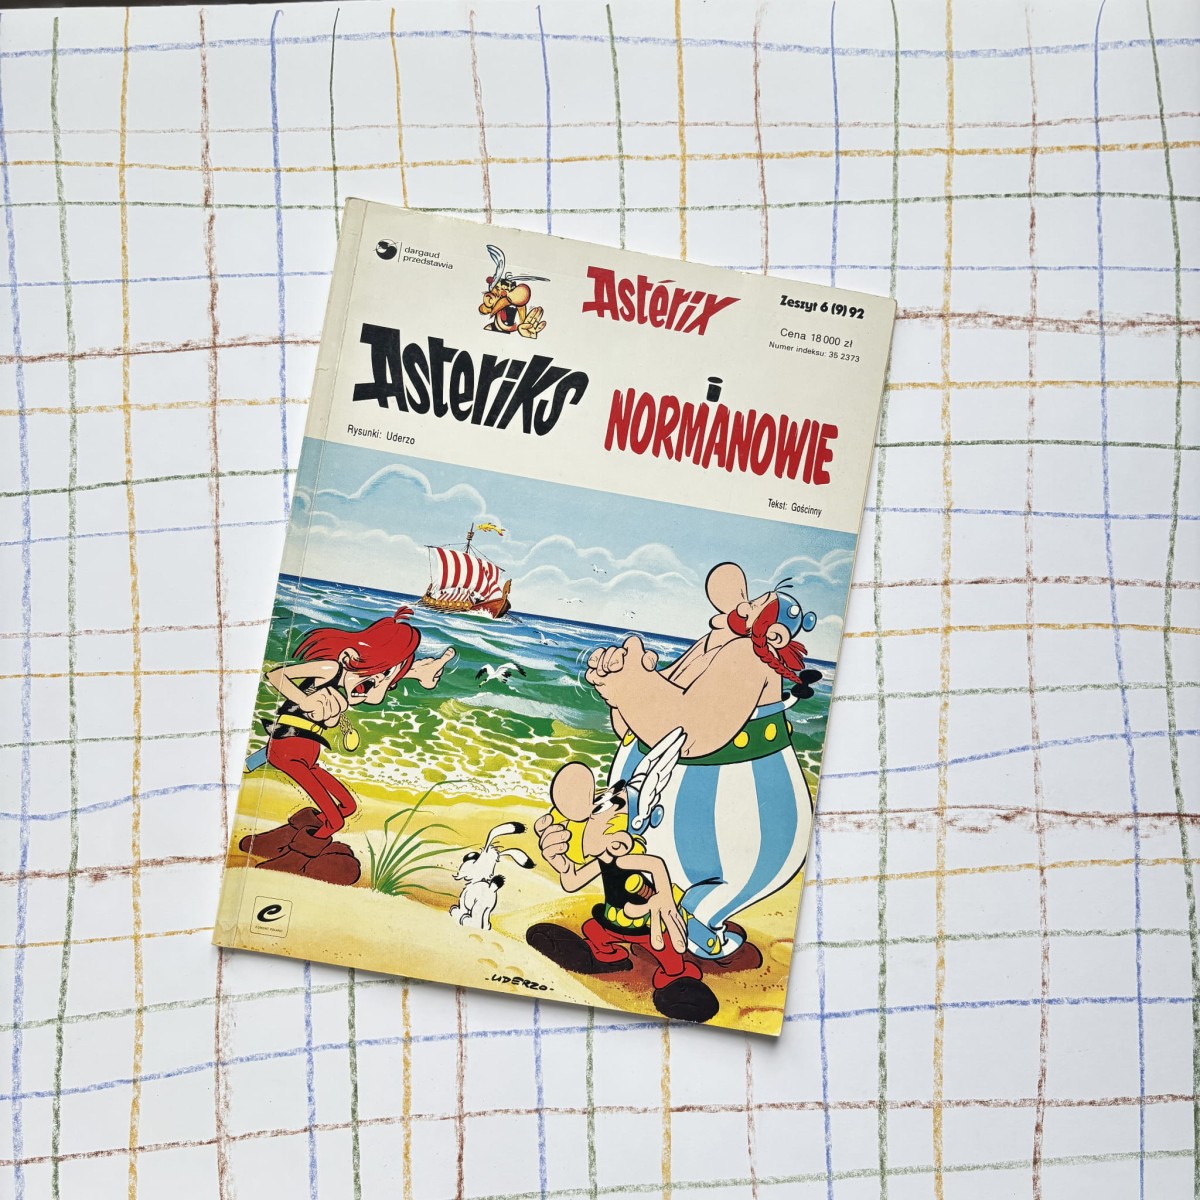 dargaud
przedstawia
Astérix
Zeszyt 6 (9) 92
Cena 18 000 zł
Numer indeksu: 35 2373
Asteriks
i
NORMANOWIE
Rysunki: Uderzo
Tekst: Gościnny
e
-UDERZO-